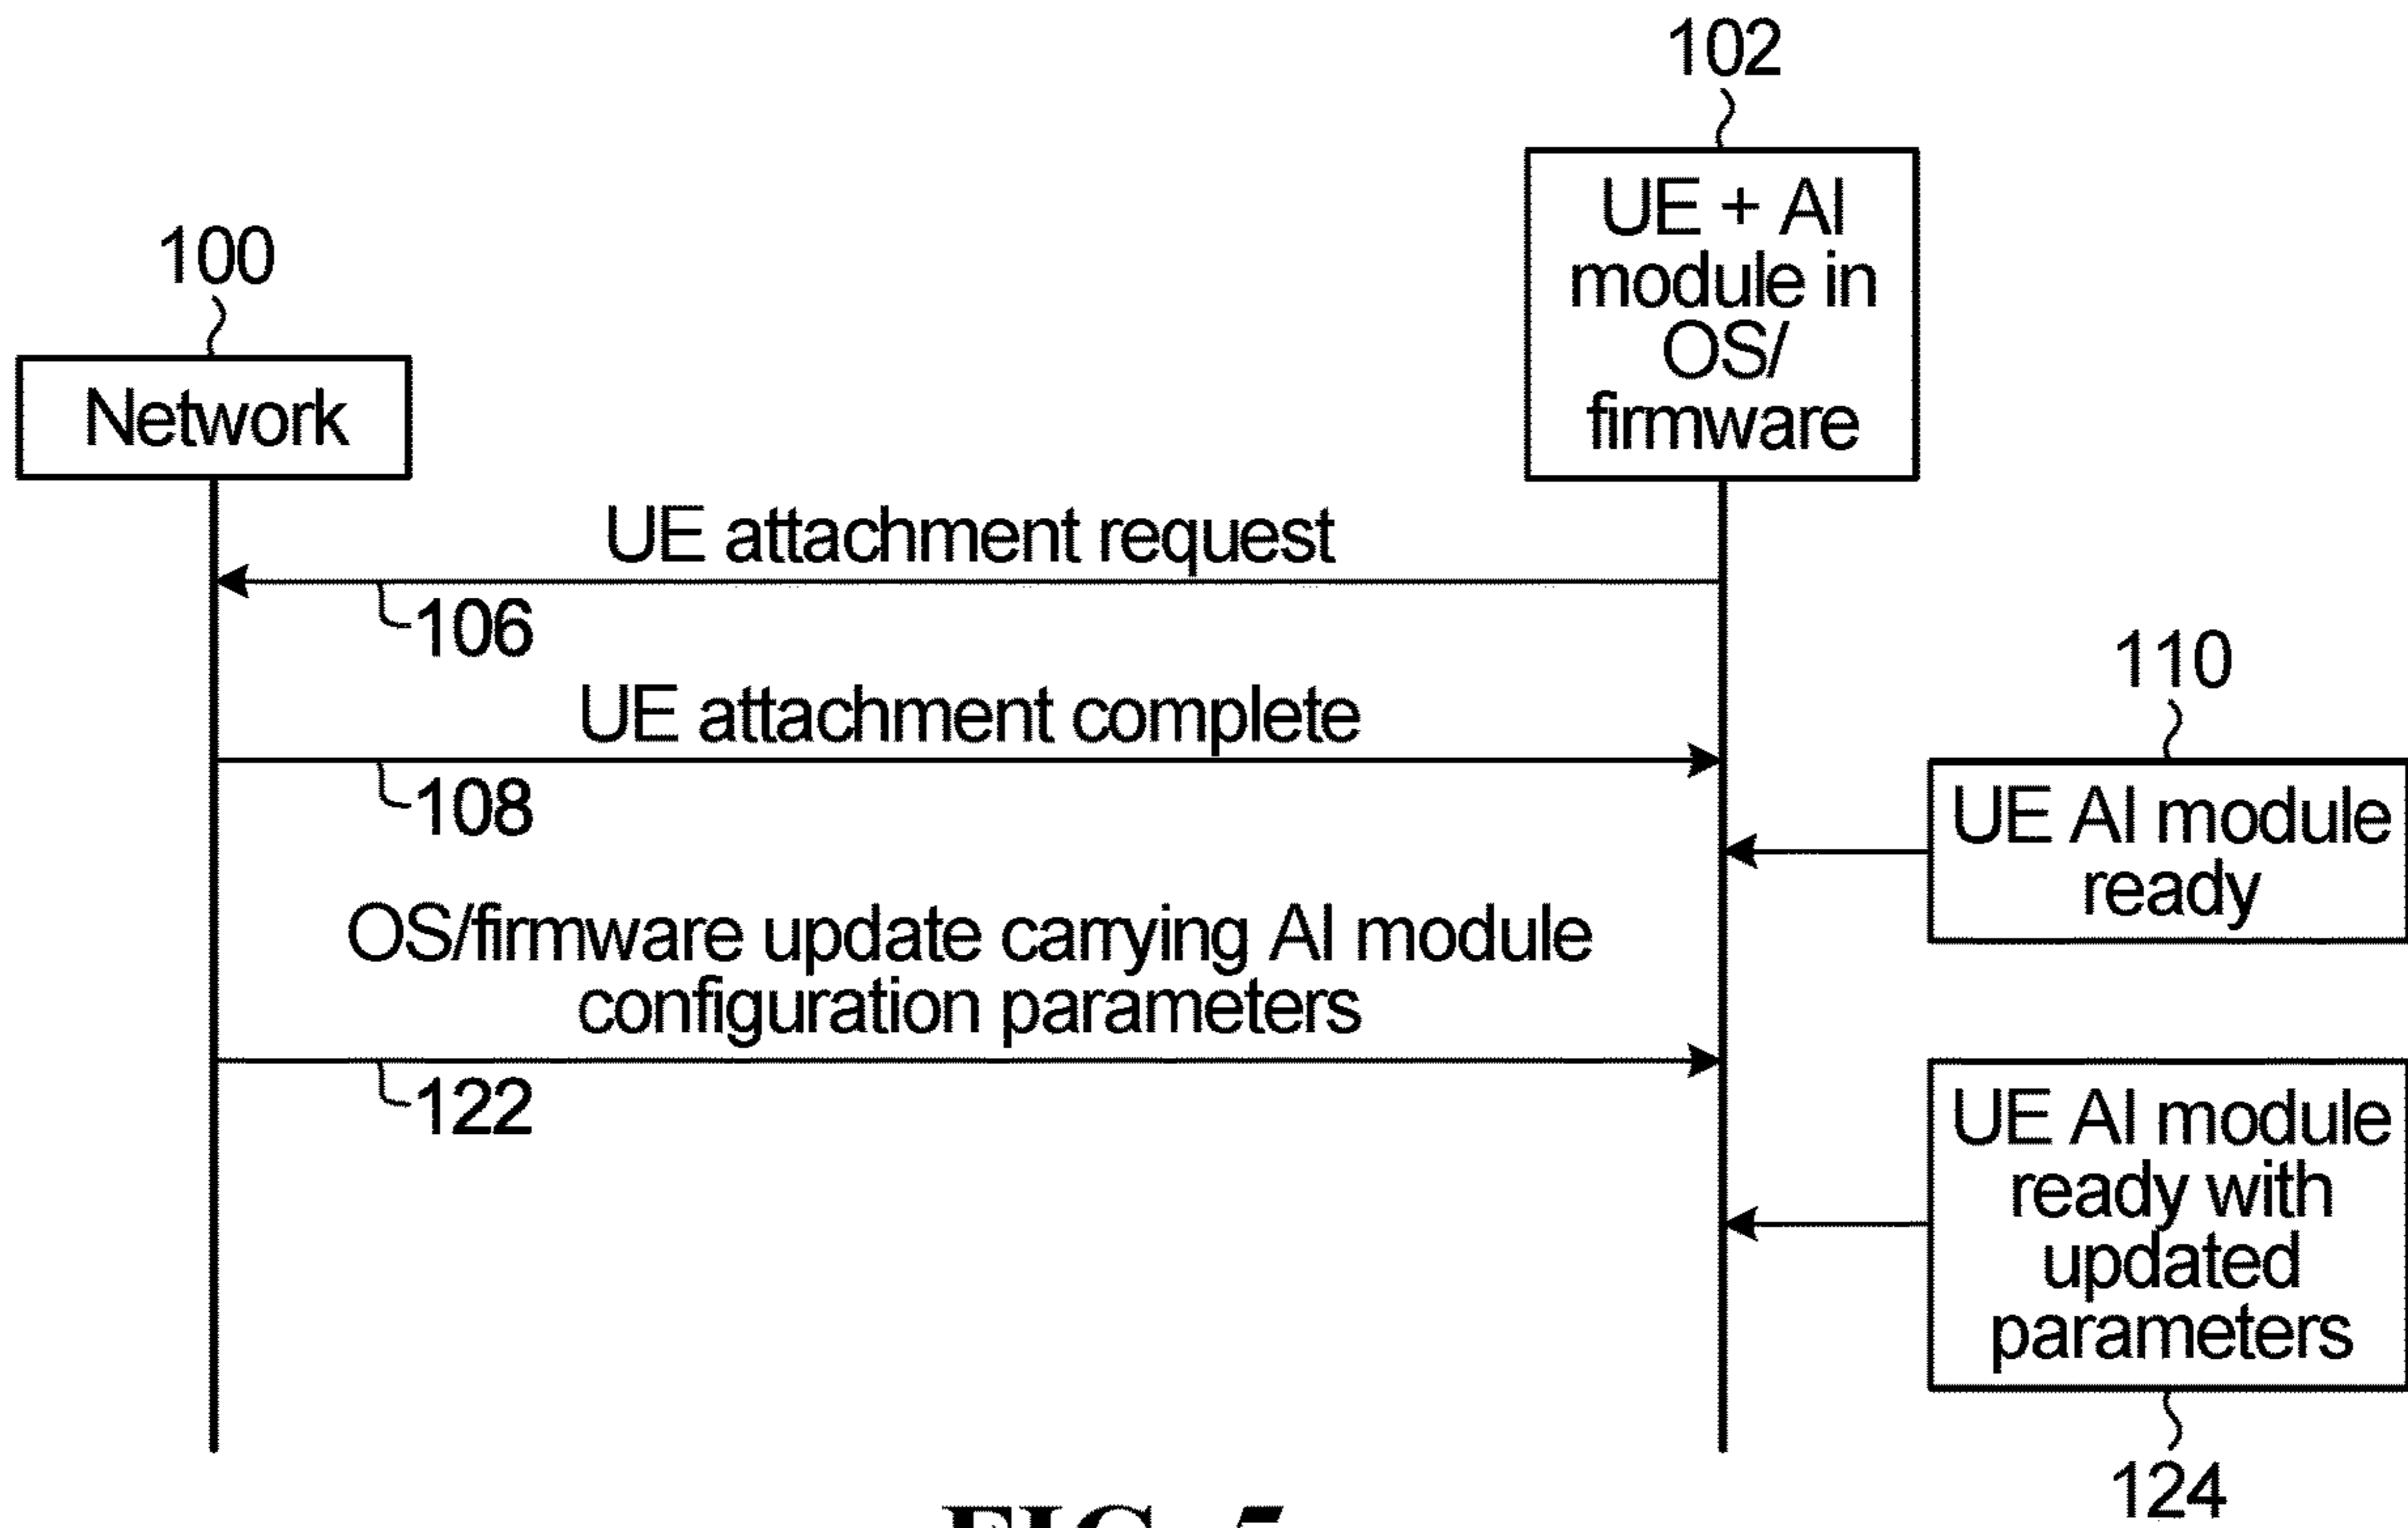 102
UE + AI
module in
OS/
firmware
100
Network
UE attachment request
106
UE attachment complete
108
110
UE AI module
ready
OS/firmware update carrying AI module
configuration parameters
122
UE AI module
ready with
updated
parameters
124
FIG. 5